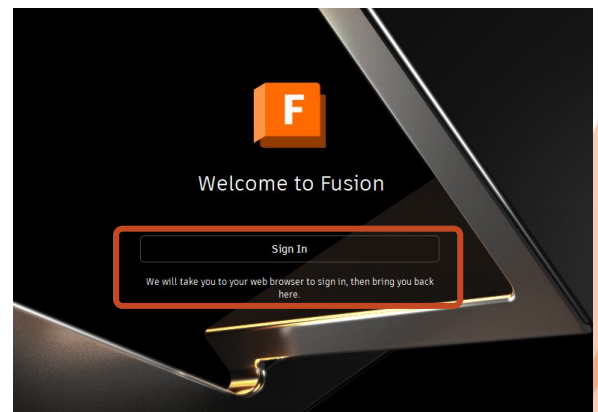 F
Welcome to Fusion
Sign In
We will take you to your web browser to sign in, then bring you back
here.